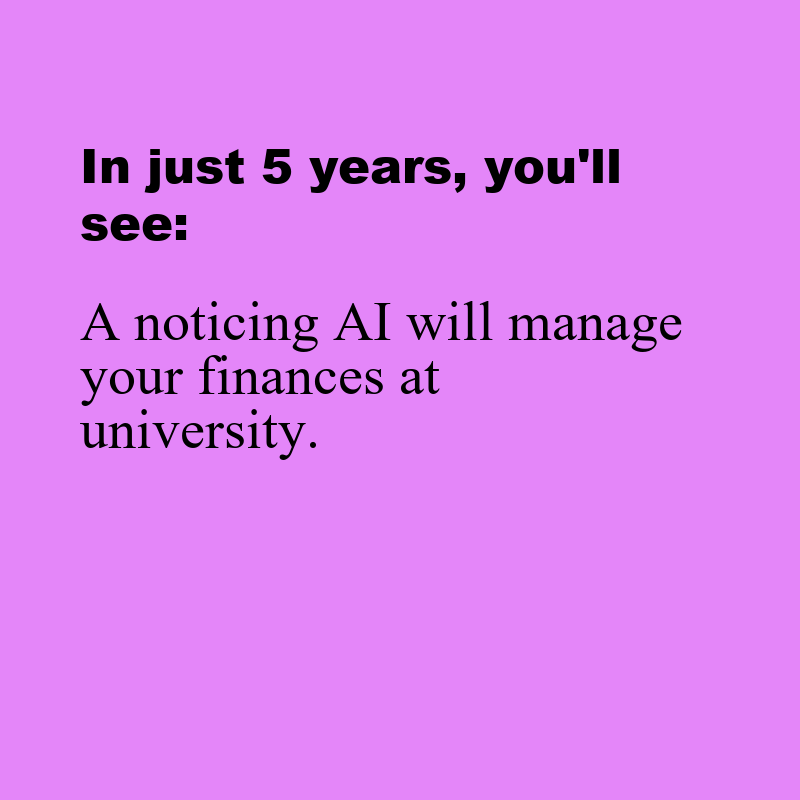 In just 5 years, you'll
see:
A noticing AI will manage
your finances at
university.